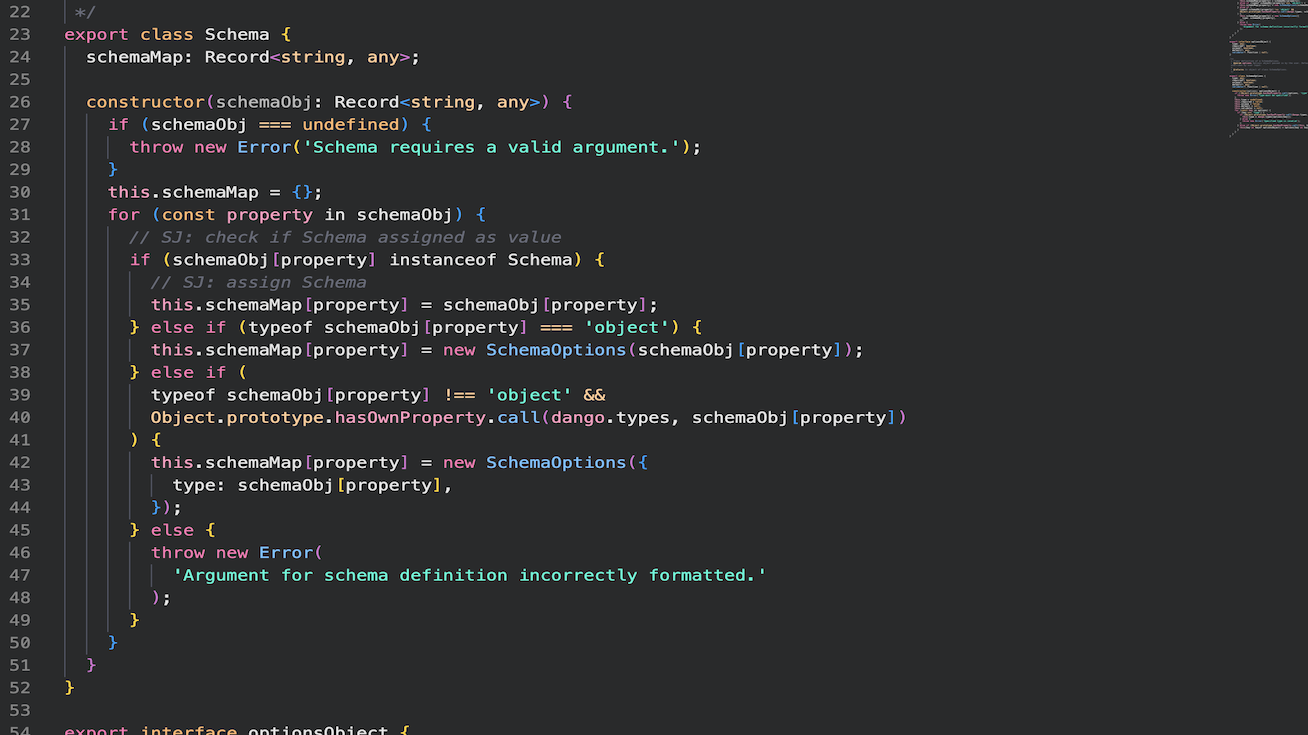 22 */
23 export class Schema {
24 schemaMap: Record<string, any>;
25
26 constructor(schemaObj: Record<string, any>) {
27 if (schemaObj === undefined) {
28 throw new Error('Schema requires a valid argument.');
29 }
30 this.schemaMap = {};
31 for (const property in schemaObj) {
32 // SJ: check if Schema assigned as value
33 if (schemaObj[property] instanceof Schema) {
34 // SJ: assign Schema
35 this.schemaMap[property] = schemaObj[property];
36 } else if (typeof schemaObj[property] === 'object') {
37 this.schemaMap[property] = new SchemaOptions(schemaObj[property]);
38 } else if (
39 typeof schemaObj[property] !== 'object' &&
40 Object.prototype.hasOwnProperty.call(dango.types, schemaObj[property])
41 ) {
42 this.schemaMap[property] = new SchemaOptions({
43 type: schemaObj[property],
44 });
45 } else {
46 throw new Error(
47 'Argument for schema definition incorrectly formatted.'
48 );
49 }
50 }
51 }
52 }
53
54 export interface optionsObject {